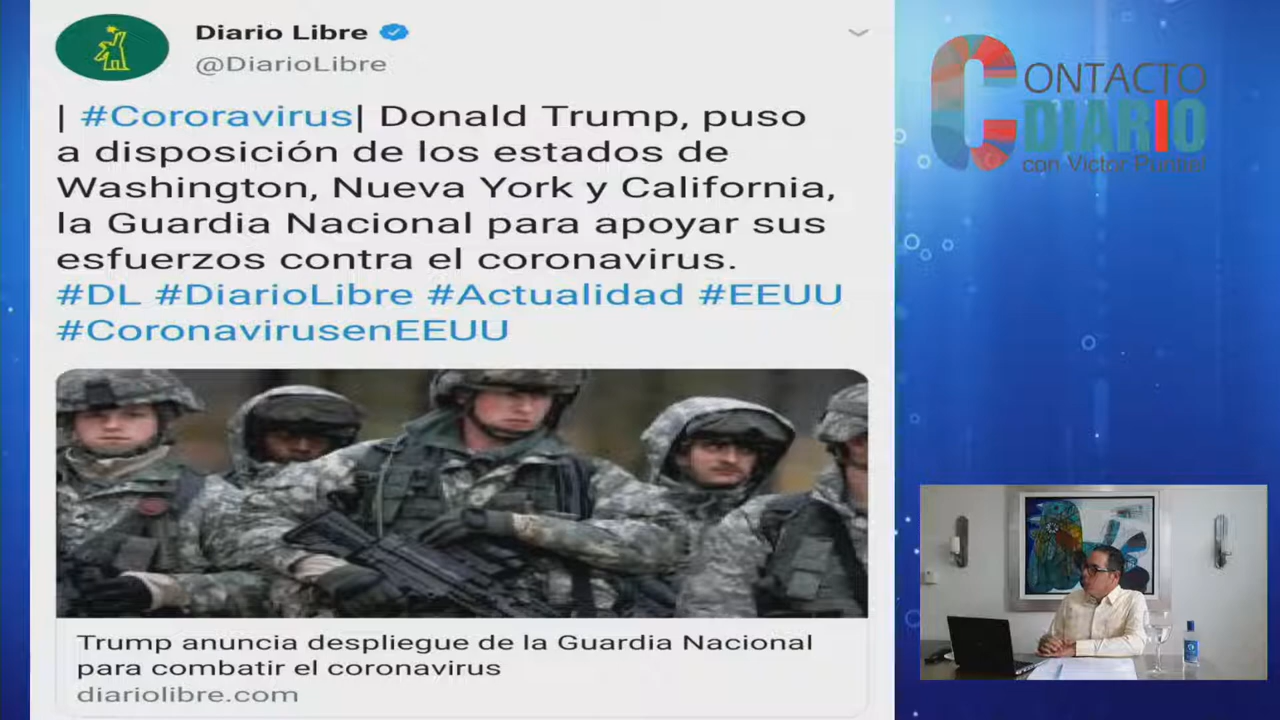 Diario Libre
@DiarioLibre
| #Cororavirus| Donald Trump, puso
a disposición de los estados de
Washington, Nueva York y California,
la Guardia Nacional para apoyar sus
esfuerzos contra el coronavirus.
#DL #DiarioLibre #Actualidad #EEUU
#CoronavirusenEEUU
Trump anuncia despliegue de la Guardia Nacional
para combatir el coronavirus
diariolibre.com
CONTACTO
DIARIO
con Victor